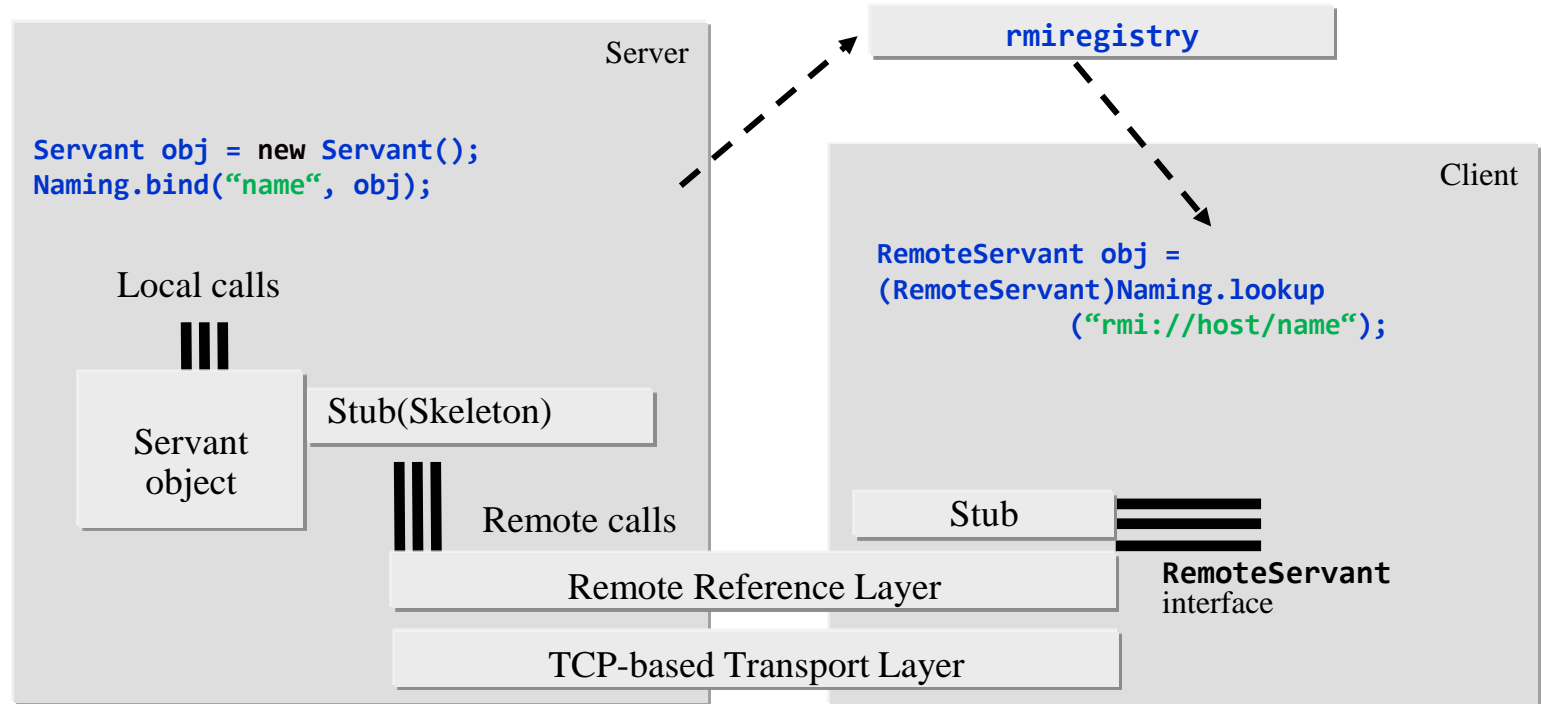 Server
rmiregistry
Servant obj = new Servant();
Naming.bind(“name“, obj);
Client
RemoteServant obj =
(RemoteServant)Naming.lookup
(“rmi://host/name“);
Local calls
Servant
object
Stub(Skeleton)
Remote calls
Stub
RemoteServant
interface
Remote Reference Layer
TCP-based Transport Layer